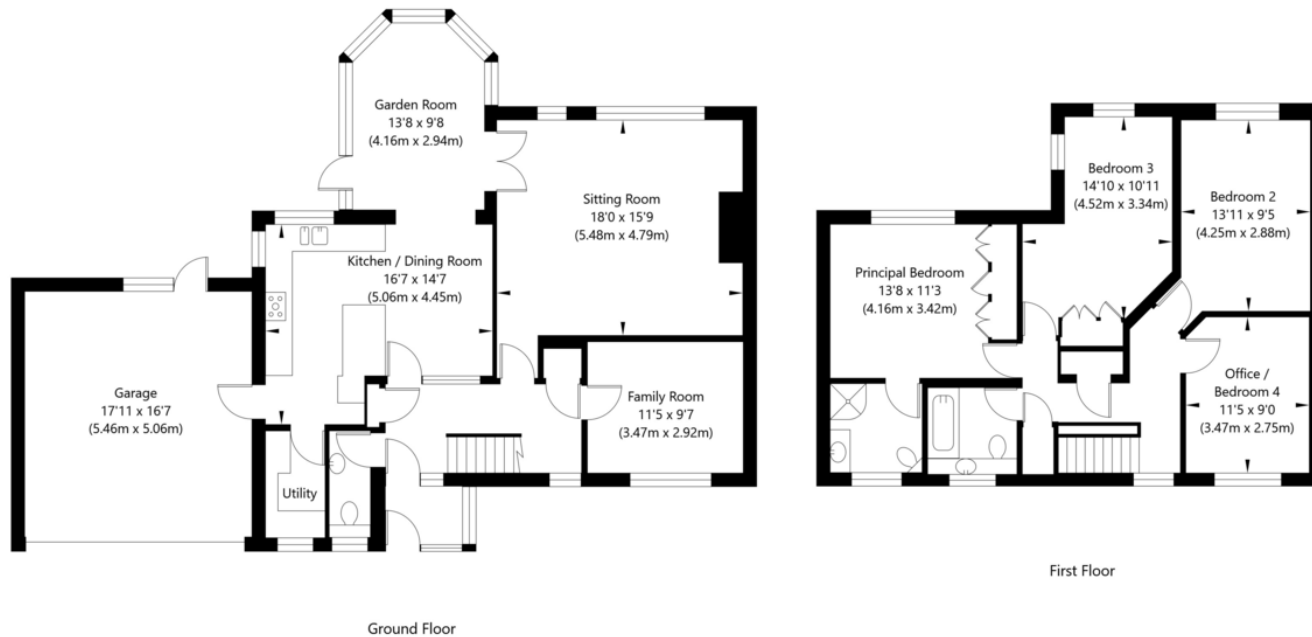 Garden Room
13'8 x 9'8
(4.16m x 2.94m)
Sitting Room
18'0 x 15'9
(5.48m x 4.79m)
Kitchen / Dining Room
16'7 x 14'7
(5.06m x 4.45m)
Garage
17'11 x 16'7
(5.46m x 5.06m)
Family Room
11'5 x 9'7
(3.47m x 2.92m)
Utility
Ground Floor
Bedroom 3
14'10 x 10'11
(4.52m x 3.34m)
Bedroom 2
13'11 x 9'5
(4.25m x 2.88m)
Principal Bedroom
13'8 x 11'3
(4.16m x 3.42m)
Office /
Bedroom 4
11'5 x 9'0
(3.47m x 2.75m)
First Floor